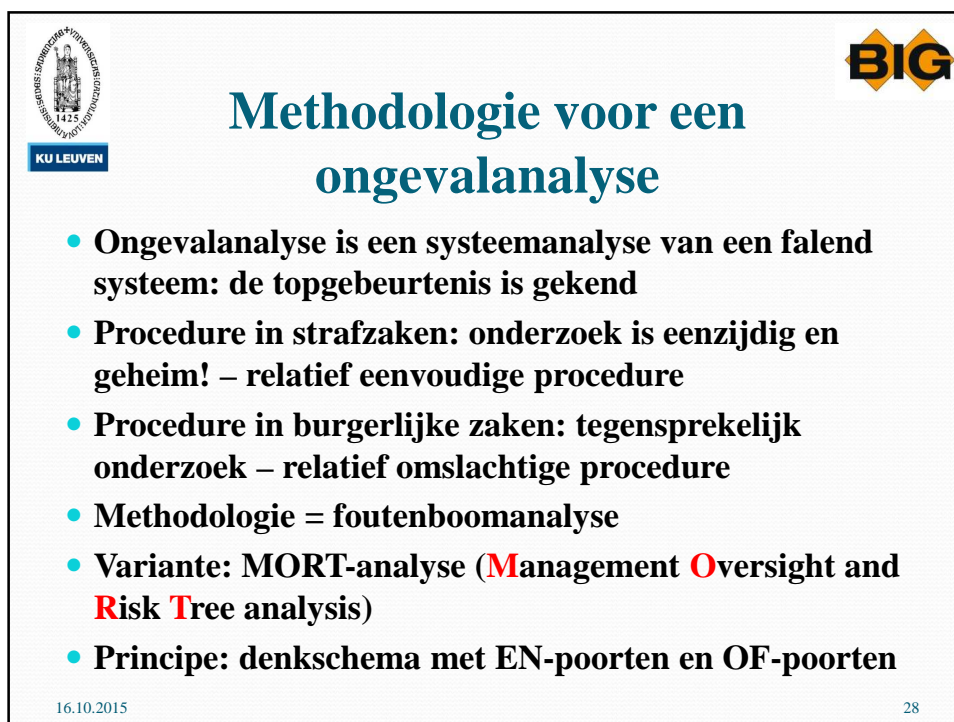 1425
KU LEUVEN
BIG
Methodologie voor een
ongevalanalyse
• Ongevalanalyse is een systeemanalyse van een falend
systeem: de topgebeurtenis is gekend
• Procedure in strafzaken: onderzoek is eenzijdig en
geheim! – relatief eenvoudige procedure
• Procedure in burgerlijke zaken: tegensprekelijk
onderzoek – relatief omslachtige procedure
• Methodologie = foutenboomanalyse
• Variante: MORT-analyse (Management Oversight and
Risk Tree analysis)
• Principe: denkschema met EN-poorten en OF-poorten
16.10.2015
28